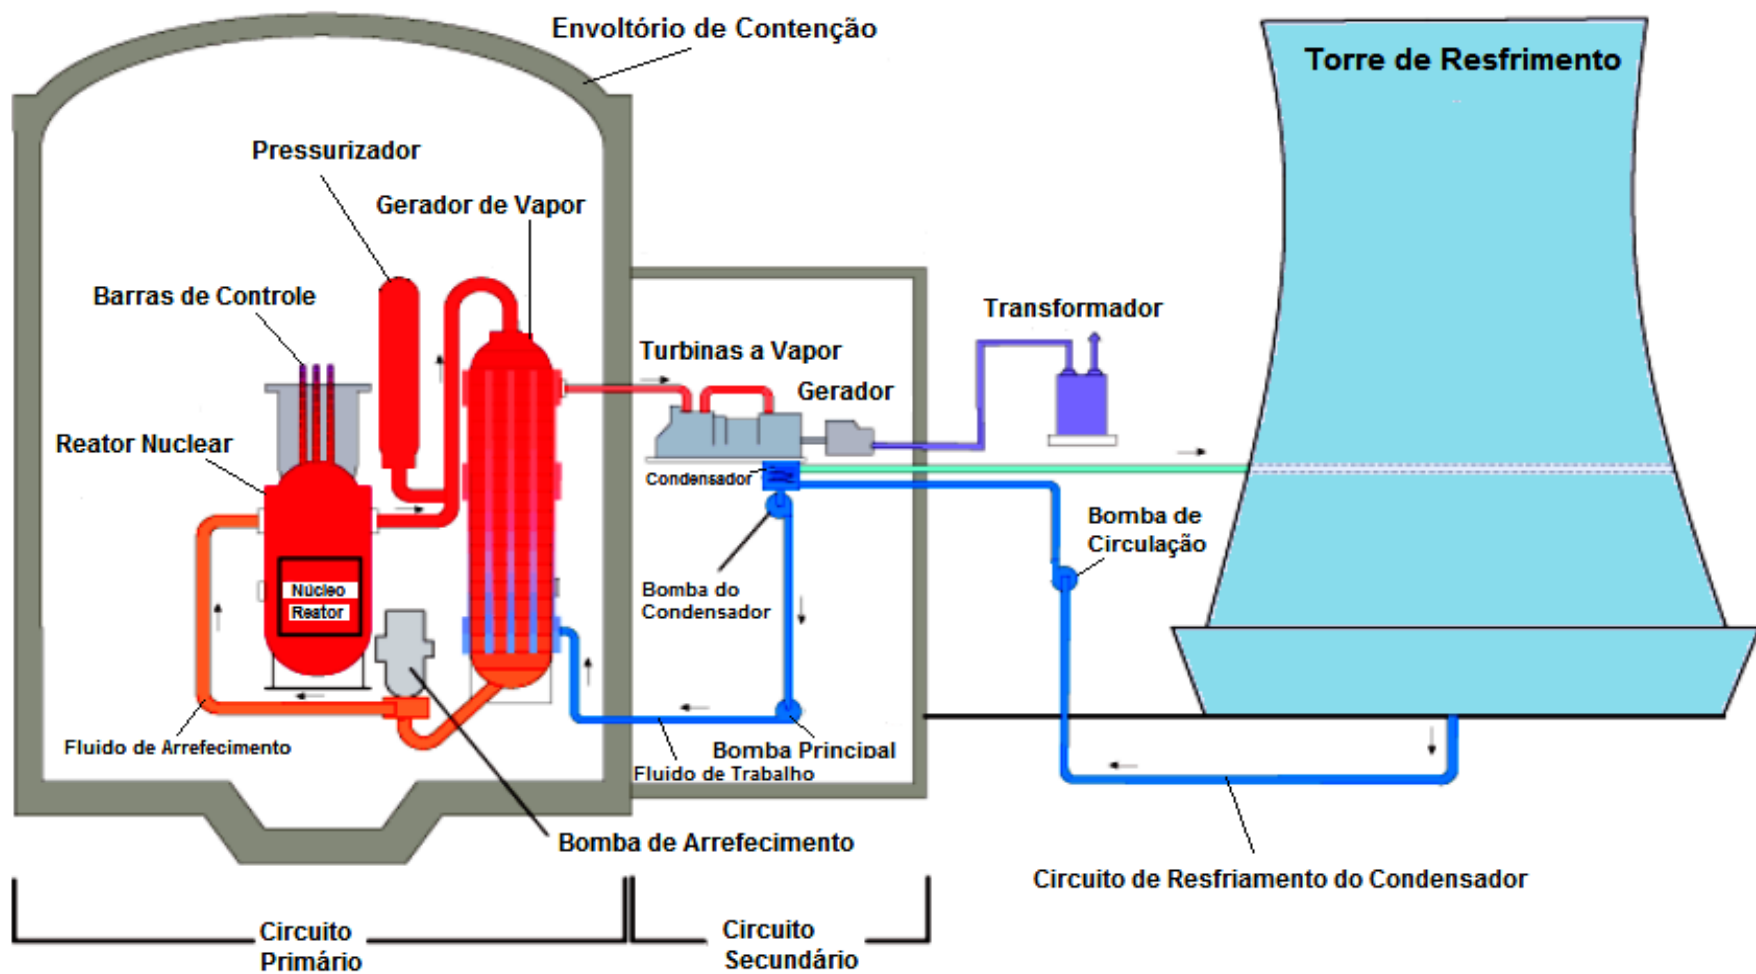 Envoltório de Contenção
Torre de Resfrimento
Pressurizador
Gerador de Vapor
Barras de Controle
Transformador
Turbinas a Vapor
Gerador
Reator Nuclear
Condensador
Bomba de
Circulação
Núcleo
Reator
Bomba do
Condensador
Fluido de Arrefecimento
Bomba Principal
Fluido de Trabalho
Bomba de Arrefecimento
Circuito de Resfriamento do Condensador
Circuito
Primário
Circuito
Secundário